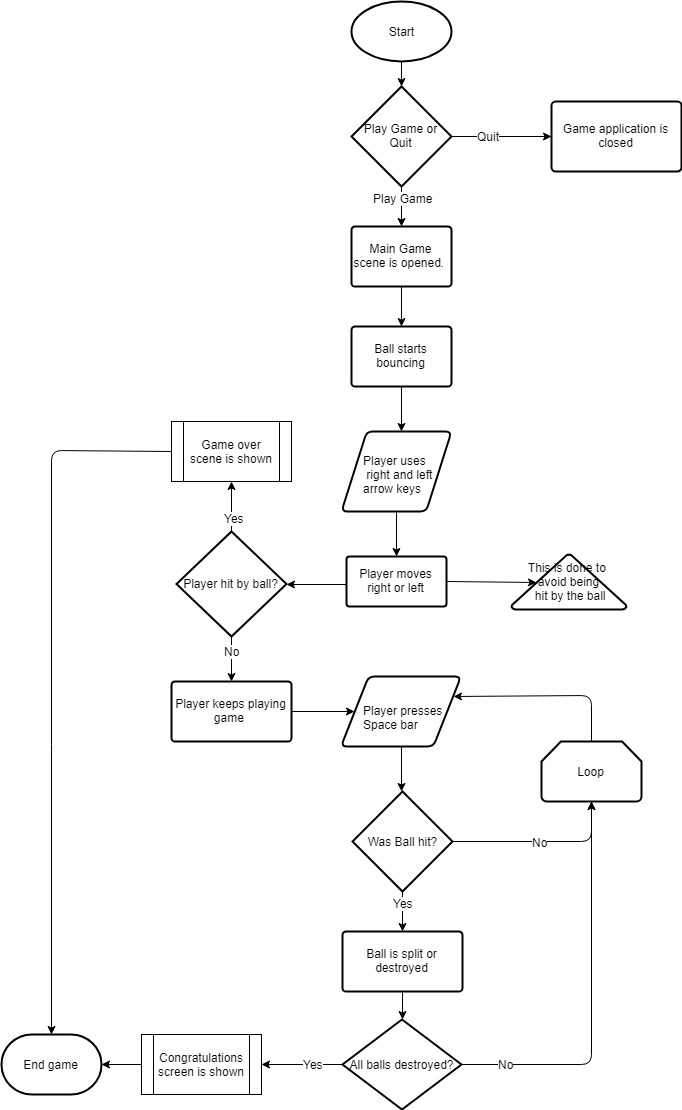 Start
Play Game or
Quit
Quit
Game application is
closed
Play Game
Main Game
scene is opened.
Ball starts
bouncing
Game over
scene is shown
Player uses
right and left
arrow keys
Yes
Player hit by ball?
Player moves
right or left
This is done to
avoid being
hit by the ball
No
Player keeps playing
game
Player presses
Space bar
Loop
Was Ball hit?
No
Yes
Ball is split or
destroyed
End game
Congratulations
screen is shown
Yes
All balls destroyed?
No